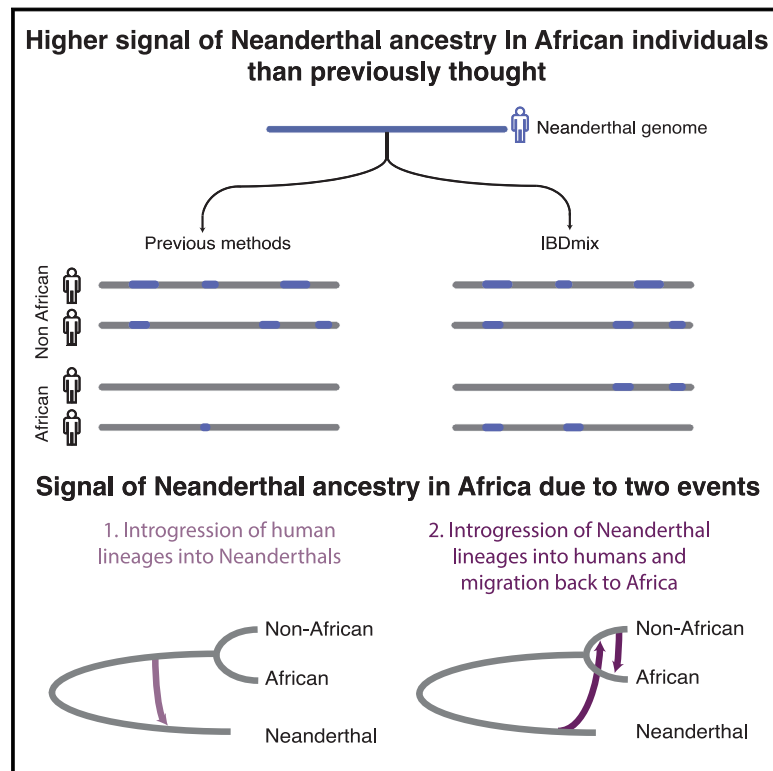 Higher signal of Neanderthal ancestry In African individuals
than previously thought
Neanderthal genome
Previous methods
IBDmix
Non African
African
Signal of Neanderthal ancestry in Africa due to two events
1. Introgression of human
lineages into Neanderthals
2. Introgression of Neanderthal
lineages into humans and
migration back to Africa
Non-African
African
Neanderthal
Non-African
African
Neanderthal